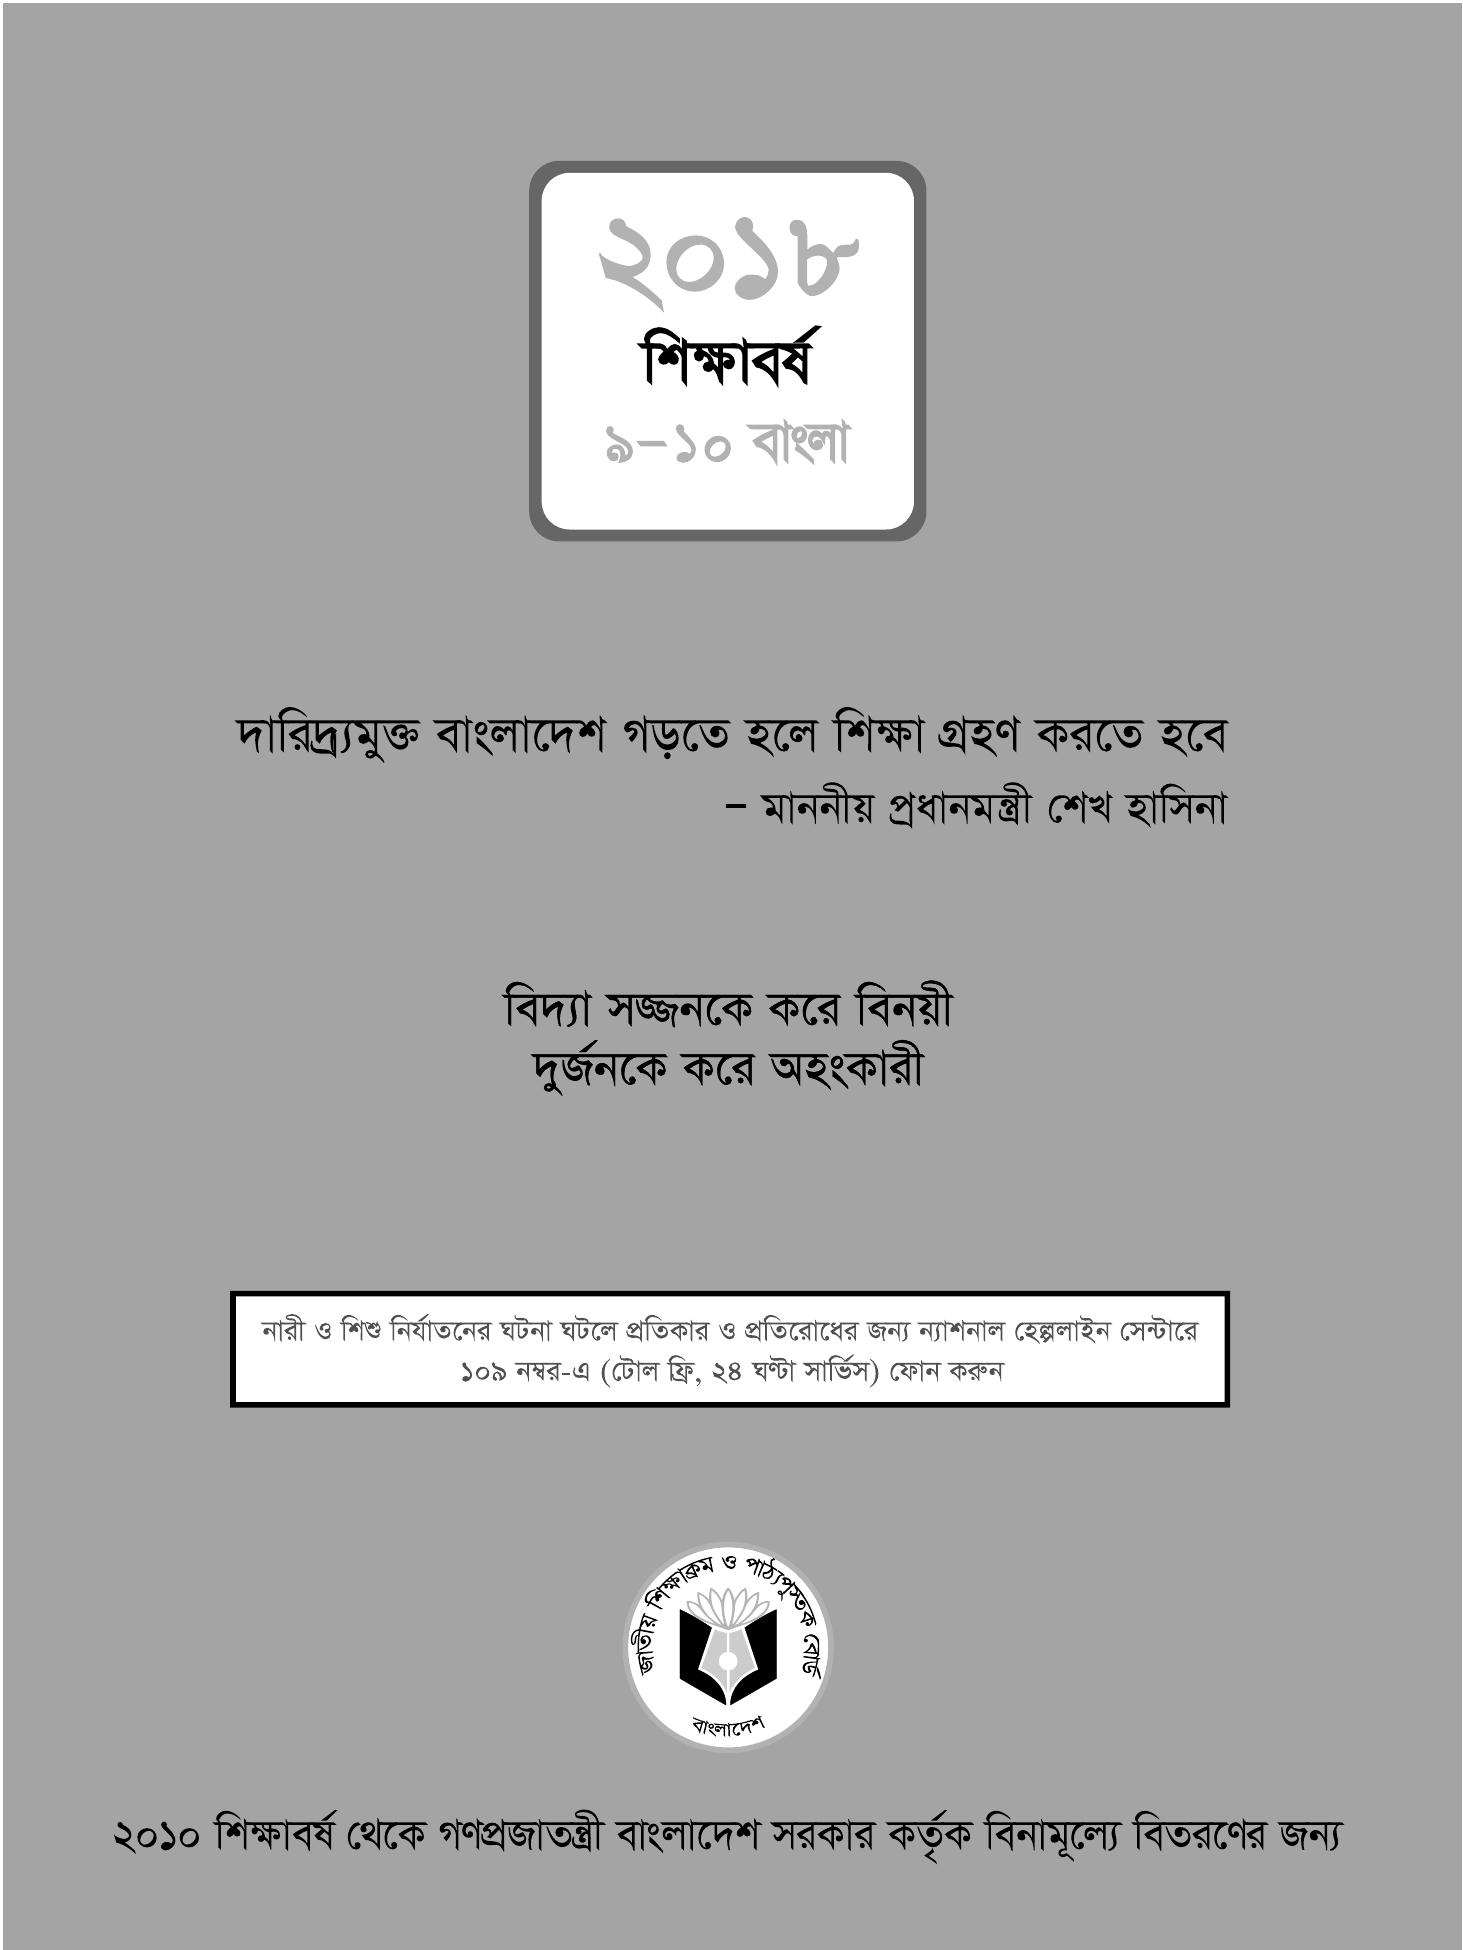 ২০১৮
শিক্ষাবর্ষ
৯–১০ বাংলা
দারিদ্র্যমুক্ত বাংলাদেশ গড়তে হলে শিক্ষা গ্রহণ করতে হবে
– মাননীয় প্রধানমন্ত্রী শেখ হাসিনা
বিদ্যা সজ্জনকে করে বিনয়ী
দুর্জনকে করে অহংকারী
নারী ও শিশু নির্যাতনের ঘটনা ঘটলে প্রতিকার ও প্রতিরোধের জন্য ন্যাশনাল হেল্পলাইন সেন্টারে
১০৯ নম্বর-এ (টোল ফ্রি, ২৪ ঘণ্টা সার্ভিস) ফোন করুন
জাতীয় শিক্ষাক্রম ও পাঠ্যপুস্তক বোর্ড
বাংলাদেশ
২০১০ শিক্ষাবর্ষ থেকে গণপ্রজাতন্ত্রী বাংলাদেশ সরকার কর্তৃক বিনামূল্যে বিতরণের জন্য